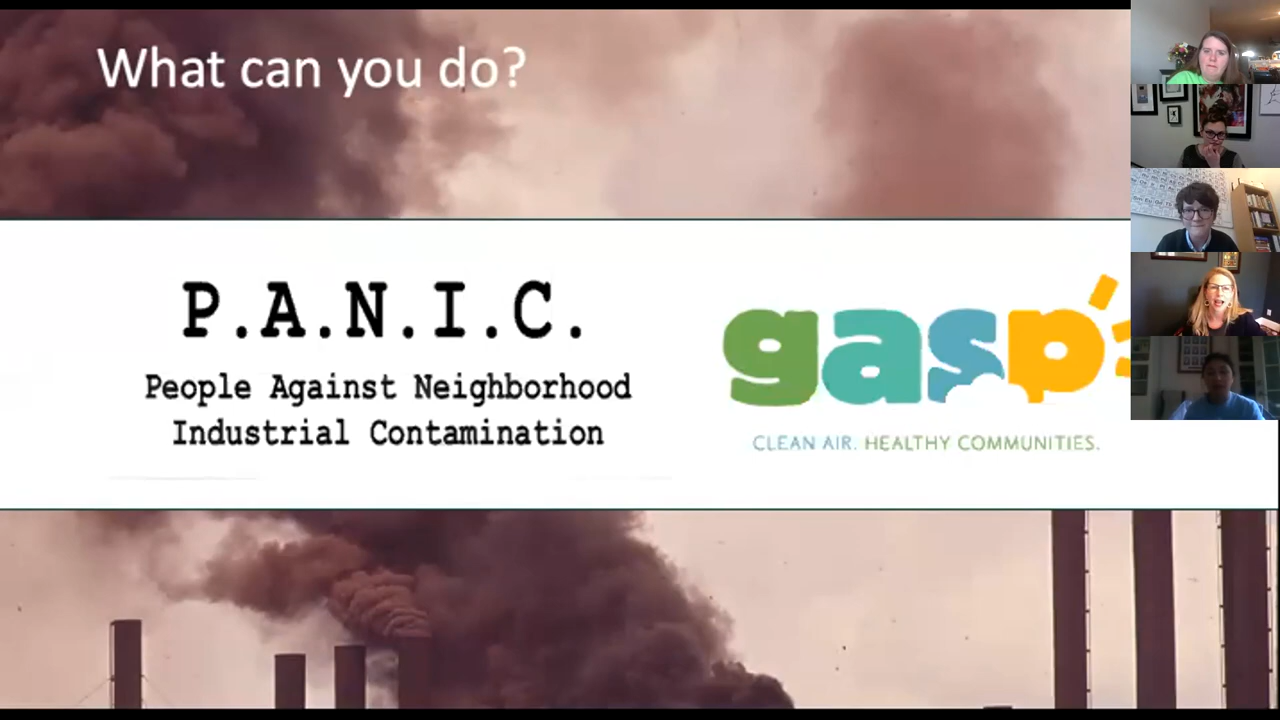 What can you do?
P.A.N.I.C.
People Against Neighborhood
Industrial Contamination
gasp
CLEAN AIR. HEALTHY COMMUNITIES.